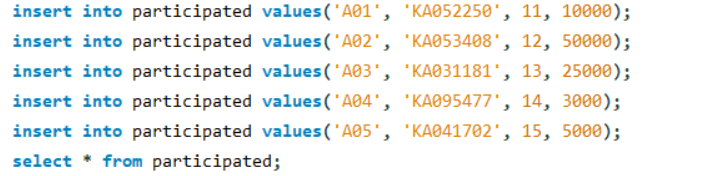 insert into participated values('A01', 'KA052250', 11, 10000);
insert into participated values('A02', 'KA053408', 12, 50000);
insert into participated values('A03', 'KA031181', 13, 25000);
insert into participated values('A04', 'KA095477', 14, 3000);
insert into participated values('A05', 'KA041702', 15, 5000);
select * from participated;